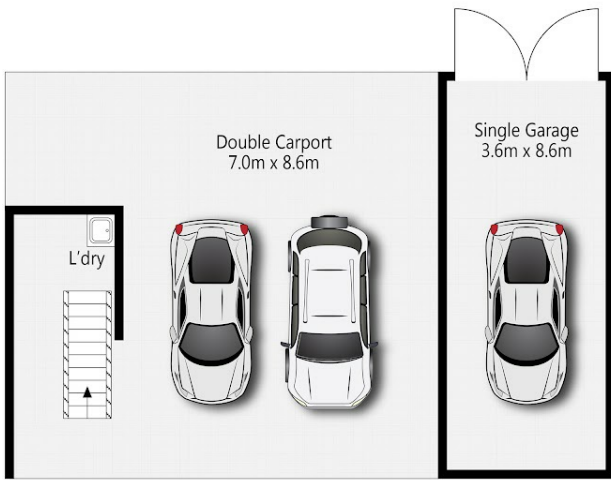 Double Carport
7.0m x 8.6m
Single Garage
3.6m x 8.6m
L'dry